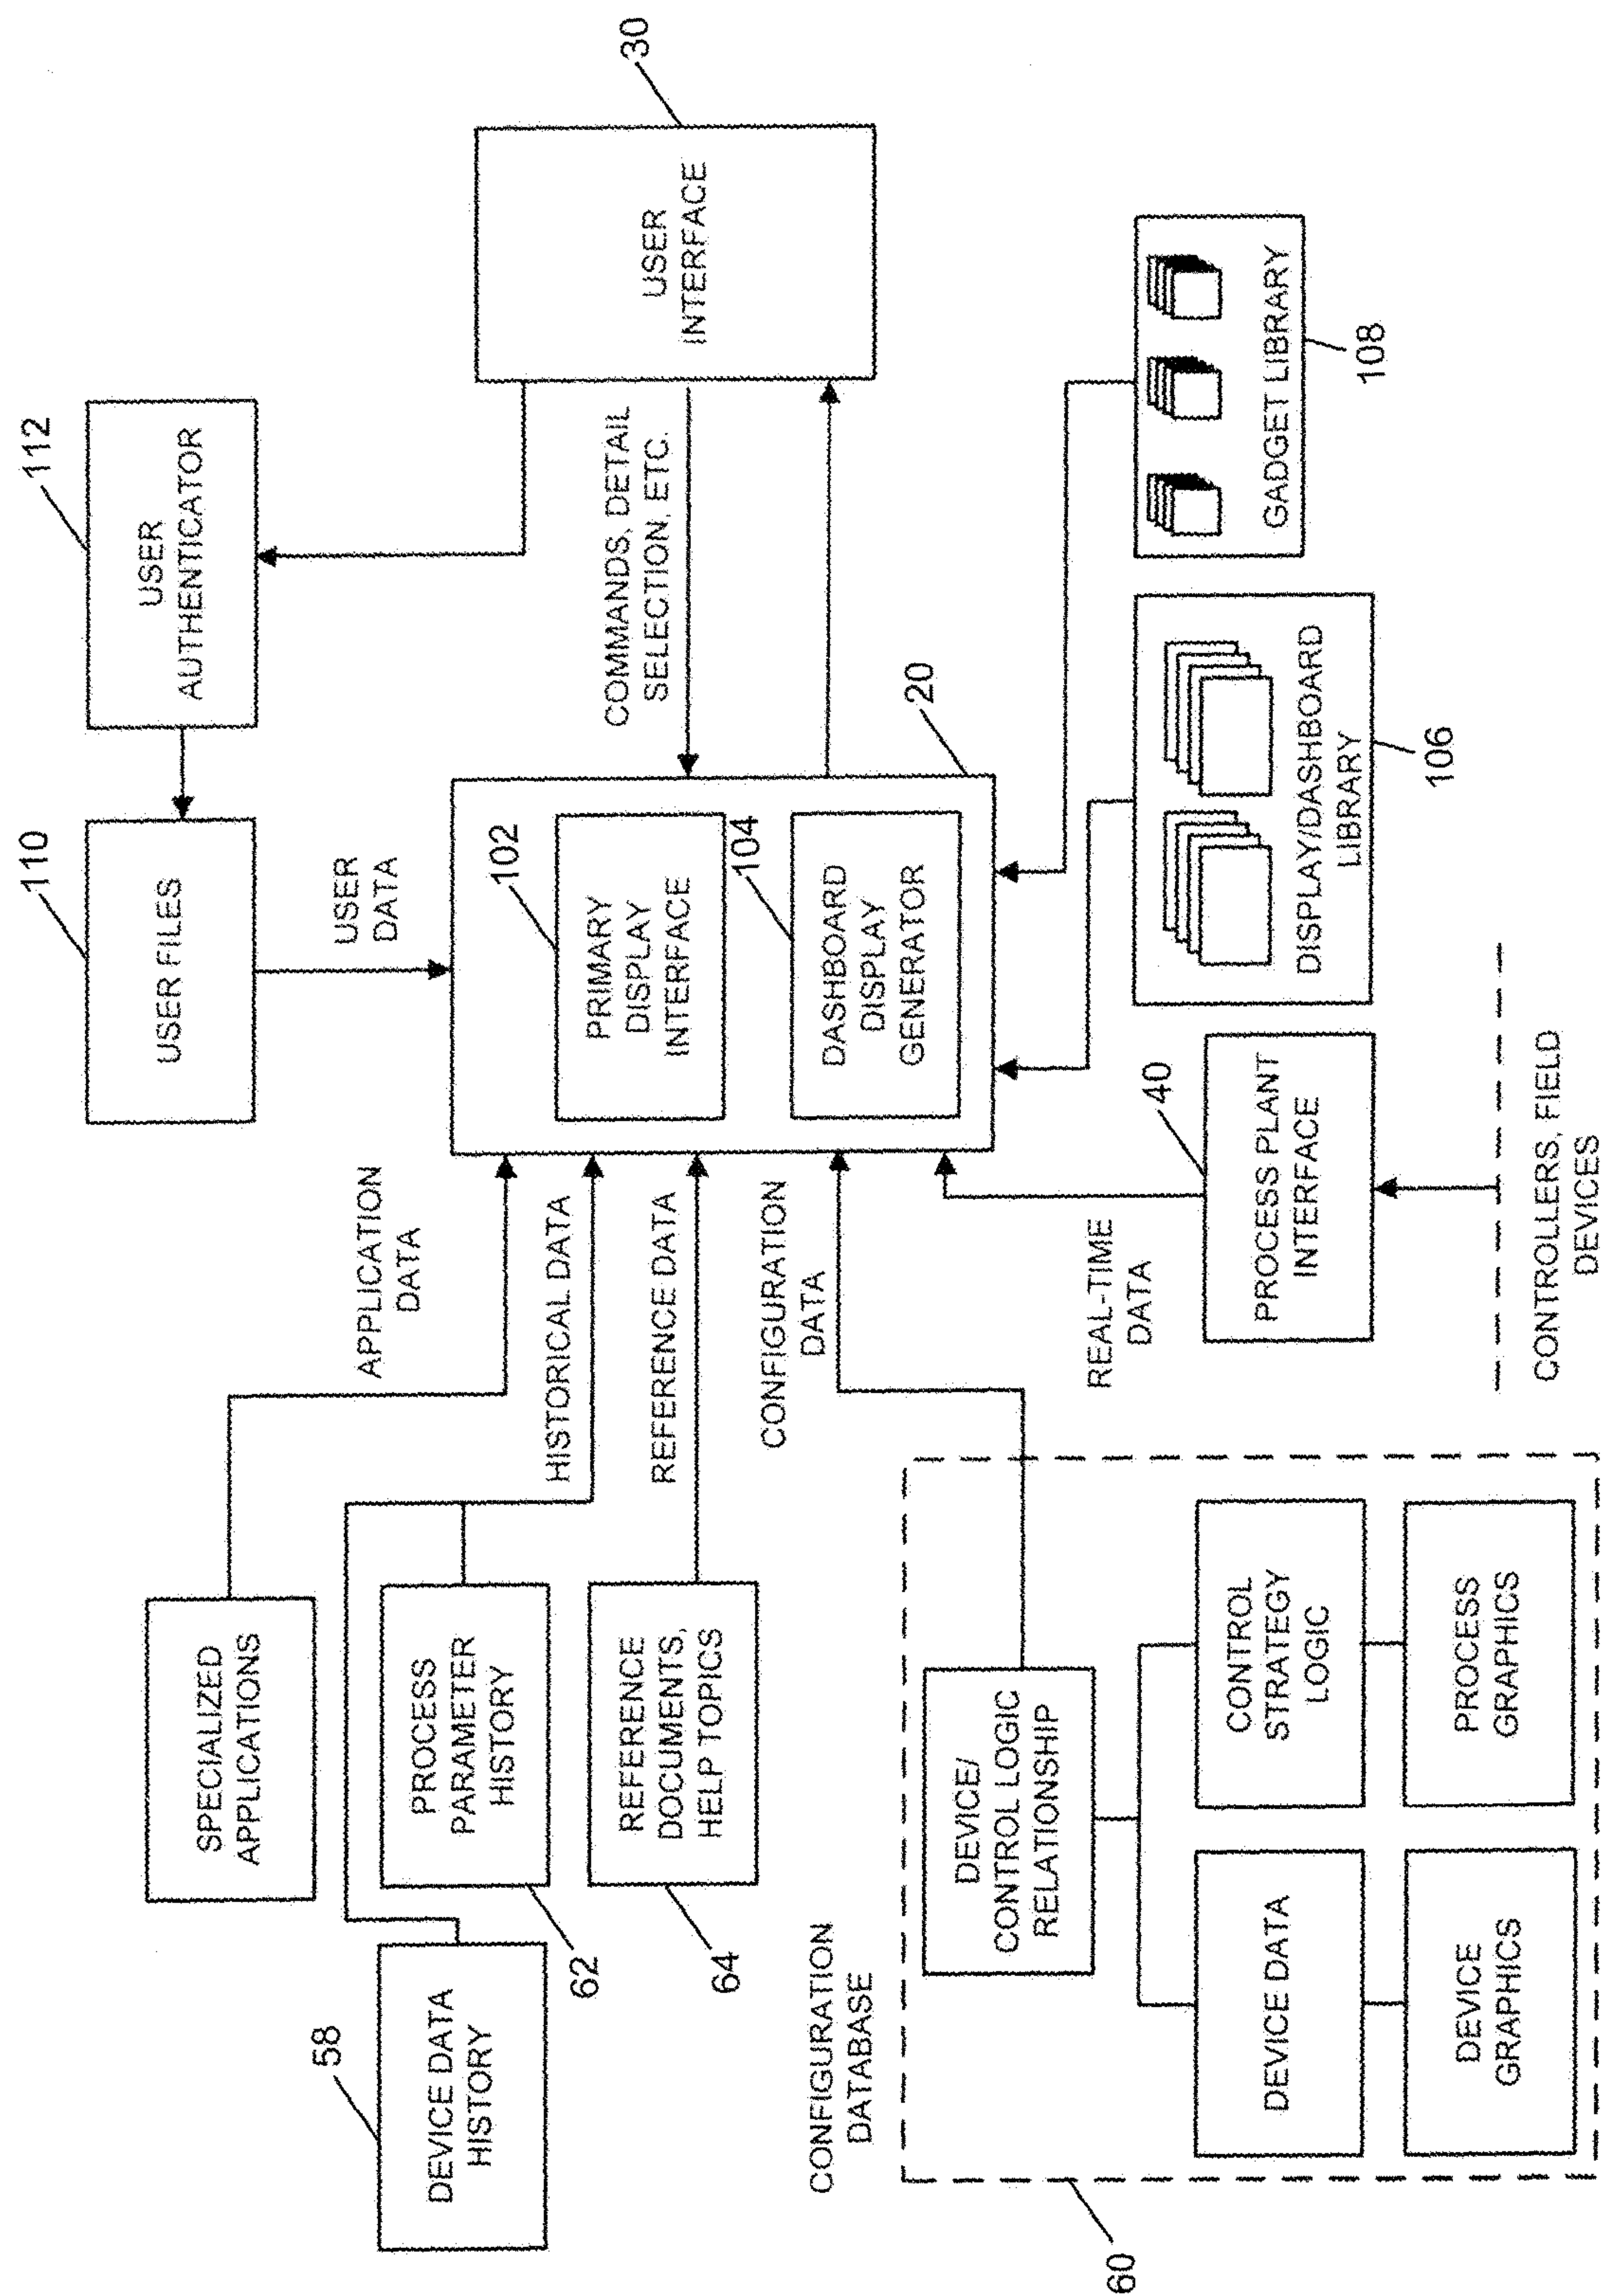 58
DEVICE DATA
HISTORY
SPECIALIZED
APPLICATIONS
PROCESS
PARAMETER
HISTORY
62
REFERENCE
DOCUMENTS,
HELP TOPICS
64
APPLICATION
DATA
HISTORICAL DATA
REFERENCE DATA
CONFIGURATION
DATA
REAL-TIME
DATA
110
USER FILES
USER
DATA
112
USER
AUTHENTICATOR
102
PRIMARY
DISPLAY
INTERFACE
104
DASHBOARD
DISPLAY
GENERATOR
20
COMMANDS, DETAIL
SELECTION, ETC.
30
USER
INTERFACE
CONFIGURATION
DATABASE
60
DEVICE/
CONTROL LOGIC
RELATIONSHIP
DEVICE DATA
CONTROL
STRATEGY
LOGIC
DEVICE
GRAPHICS
PROCESS
GRAPHICS
40
PROCESS PLANT
INTERFACE
CONTROLLERS, FIELD
DEVICES
DISPLAY/DASHBOARD
LIBRARY
106
GADGET LIBRARY
108